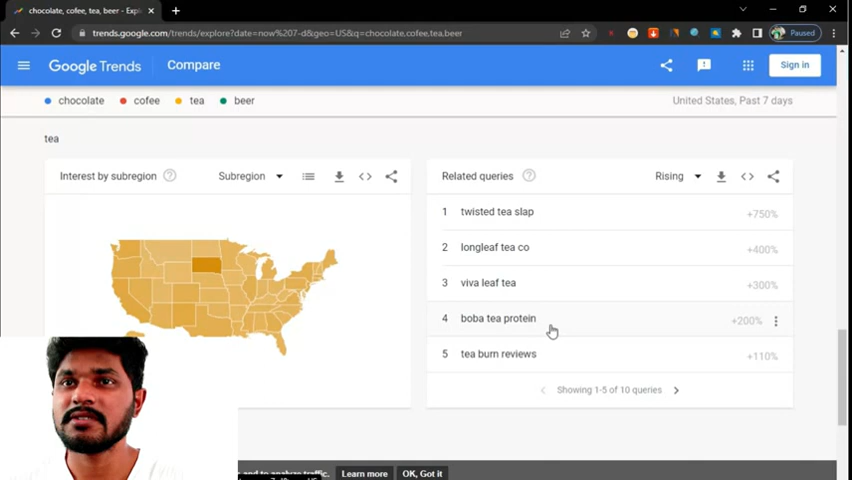 chocolate, cofee, tea, beer - Expl
trends.google.com/trends/explore?date=now%207-d&geo=US&q=chocolate,cofee,tea,beer
Paused
Google Trends
Compare
Sign in
chocolate cofee tea beer
United States, Past 7 days
tea
Interest by subregion
Subregion
Related queries
Rising
1 twisted tea slap +750%
2 longleaf tea co +400%
3 viva leaf tea +300%
4 boba tea protein +200%
5 tea burn reviews +110%
Showing 1-5 of 10 queries
and to analyze traffic. Learn more OK, Got it